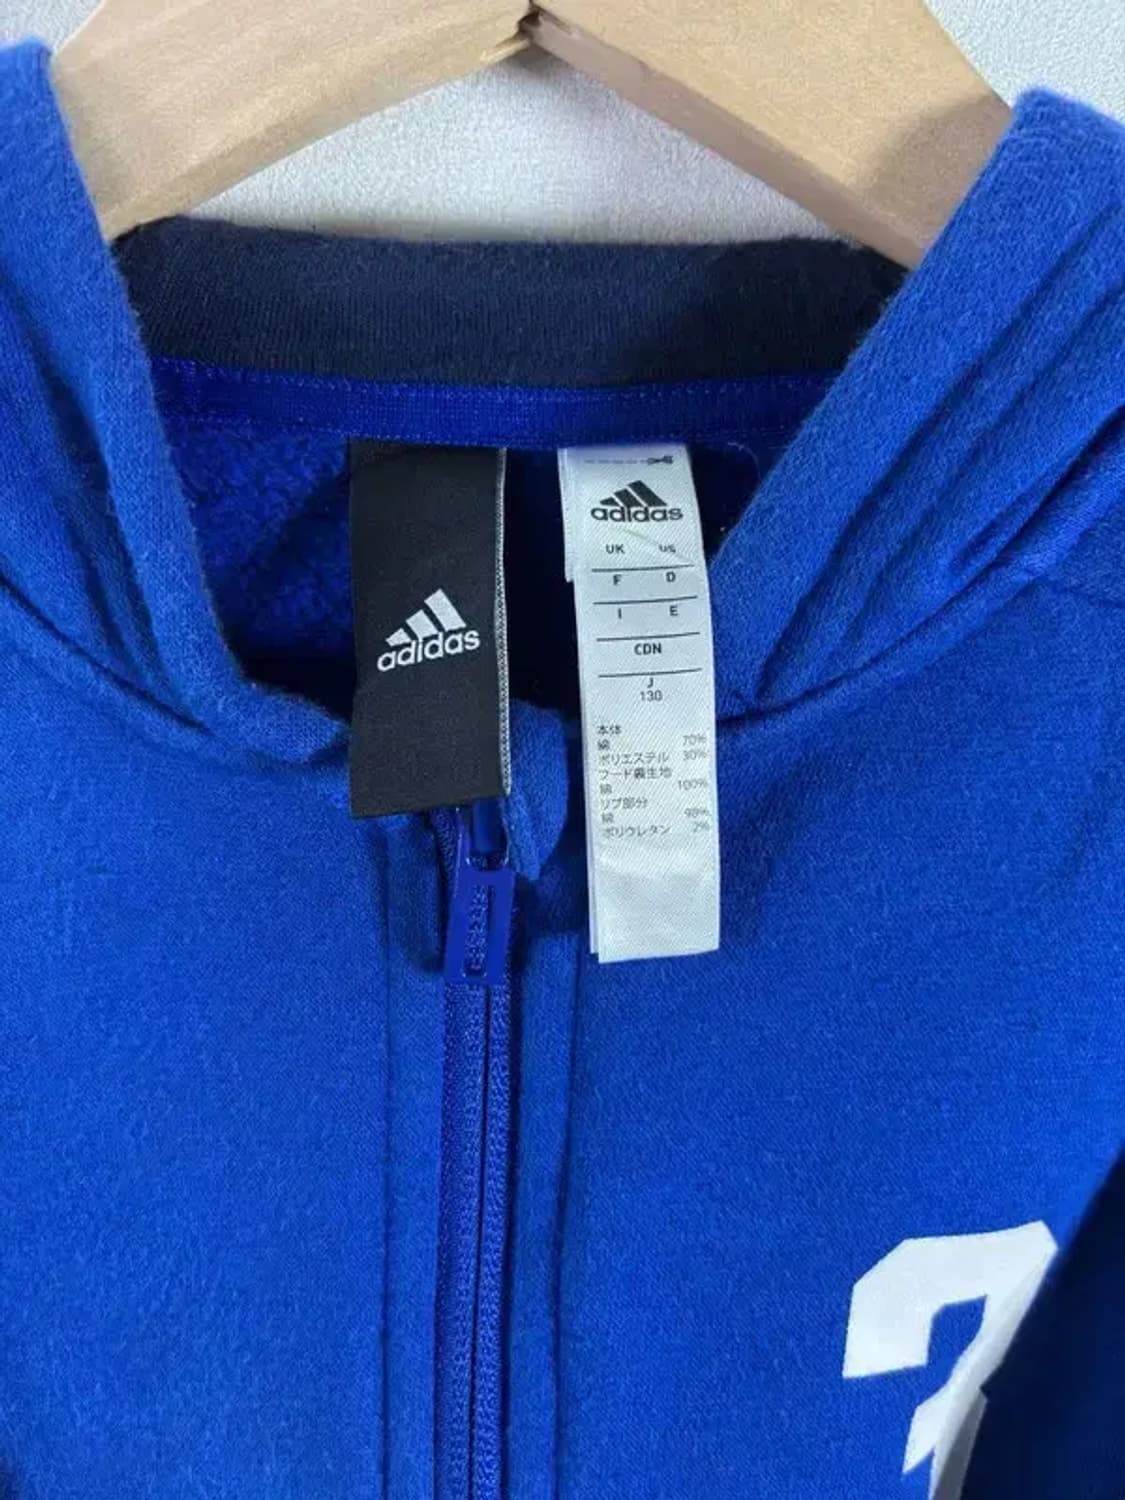 adidas
adidas
UK US
F D
I E
CDN
J
130
本体
綿 70%
ポリエステル 30%
フード裏生地
綿 100%
リブ部分
綿 98%
ポリウレタン 2%